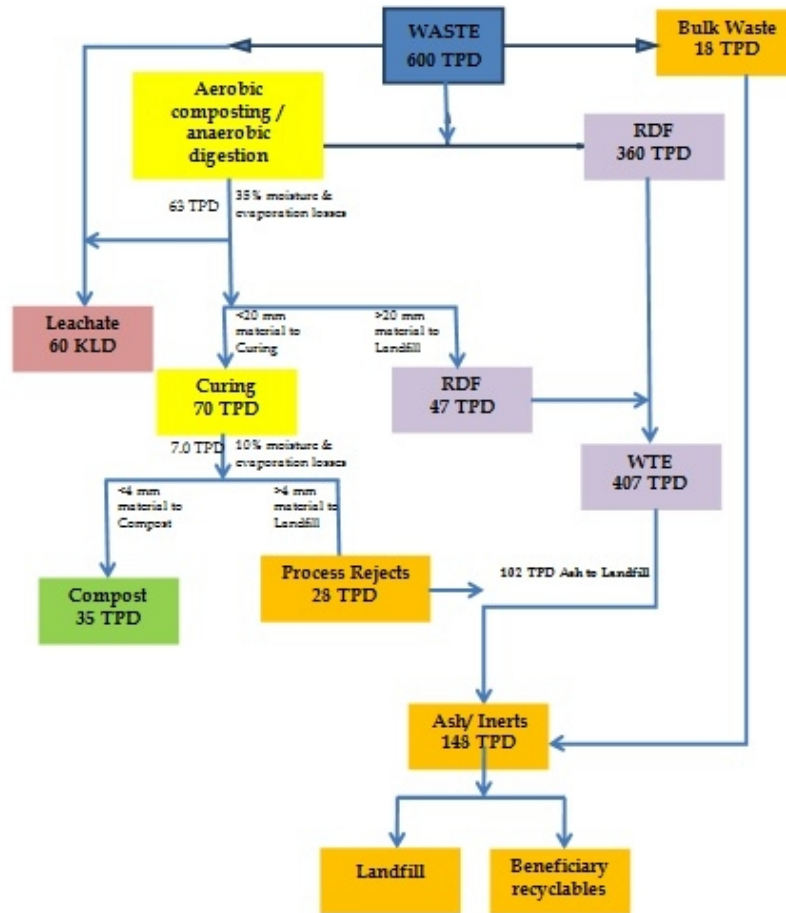 WASTE
600 TPD
Bulk Waste
18 TPD
Aerobic
composting /
anaerobic
digestion
RDF
360 TPD
63 TPD
35% moisture &
evaporation losses
Leachate
60 KLD
<20 mm
material to
Curing
>20 mm
material to
Landfill
Curing
70 TPD
RDF
47 TPD
7.0 TPD
10% moisture &
evaporation losses
WTE
407 TPD
<4 mm
material to
Compost
>4 mm
material to
Landfill
Compost
35 TPD
Process Rejects
28 TPD
102 TPD Ash to Landfill
Ash/ Inerts
148 TPD
Landfill
Beneficiary
recyclables